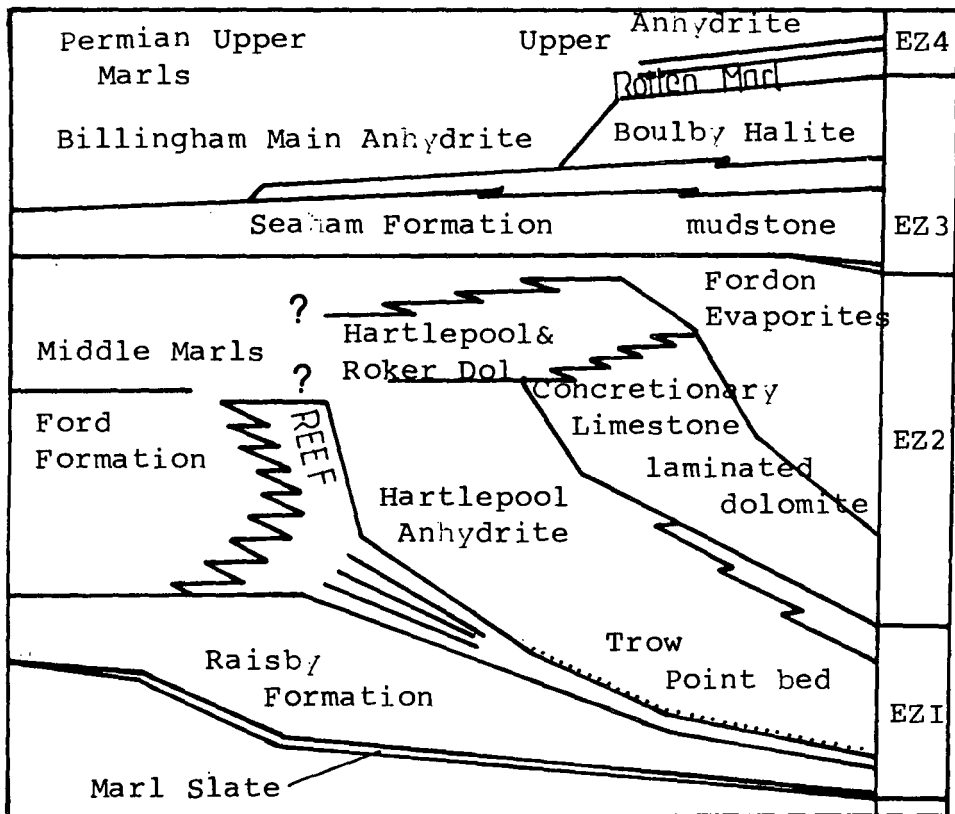 Permian Upper
Marls
Upper Anhydrite
EZ4
Rotten Marl
Billingham Main Anhydrite
Boulby Halite
Seaham Formation
mudstone
EZ3
Fordon
Evaporites
?
Hartlepool&
Roker Dol
Middle Marls
?
Concretionary
Limestone
EZ2
Ford
Formation
REEF
laminated
dolomite
Hartlepool
Anhydrite
Trow
Point bed
Raisby
Formation
EZ1
Marl Slate